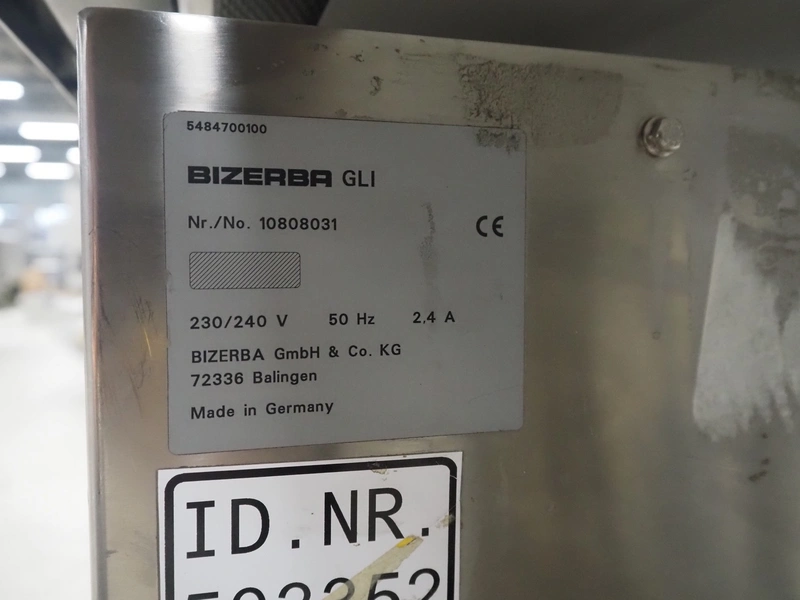 5484700100
BIZERBA GLI
Nr./No. 10808031
CE
230/240 V 50 Hz 2,4 A
BIZERBA GmbH & Co. KG
72336 Balingen
Made in Germany
ID.NR.